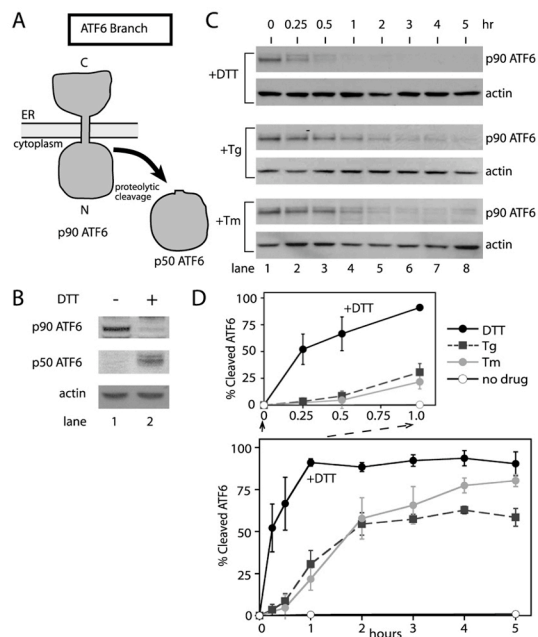 A
ATF6 Branch
C
ER
cytoplasm
proteolytic
cleavage
N
p90 ATF6
p50 ATF6
B
DTT - +
p90 ATF6
p50 ATF6
actin
lane 1 2
C
0 0.25 0.5 1 2 3 4 5 hr
+DTT
p90 ATF6
actin
+Tg
p90 ATF6
actin
+Tm
p90 ATF6
actin
lane 1 2 3 4 5 6 7 8
D
% Cleaved ATF6
100
75
50
25
0
+DTT
0 0.25 0.5 0.75 1.0
DTT
Tg
Tm
no drug
% Cleaved ATF6
100
75
50
25
0
+DTT
0 1 2 3 4 5
hours